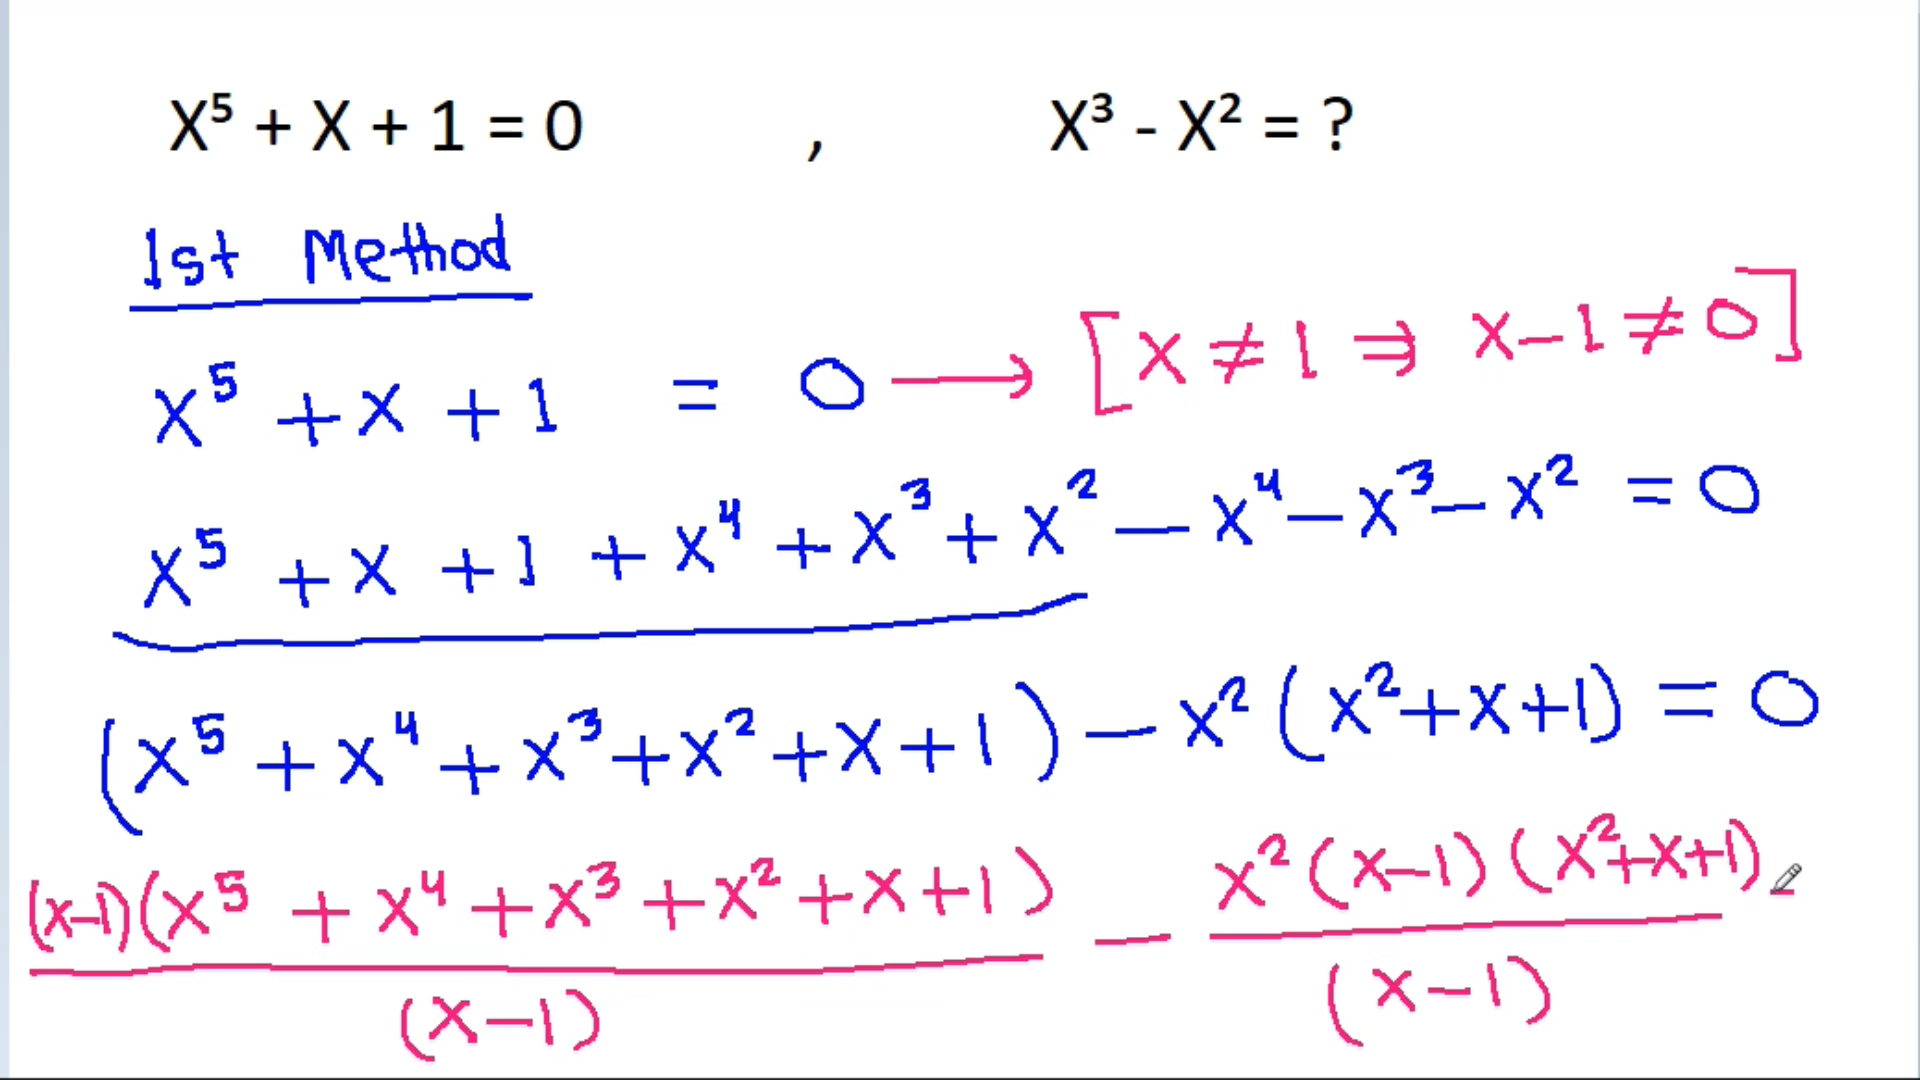 X⁵ + X + 1 = 0 , X³ - X² = ?
1st Method
x⁵ + x + 1 = 0 → [x ≠ 1 ⇒ x-1 ≠ 0]
x⁵ + x + 1 + x⁴ + x³ + x² - x⁴ - x³ - x² = 0
(x⁵ + x⁴ + x³ + x² + x + 1) - x² (x² + x + 1) = 0
(x-1)(x⁵ + x⁴ + x³ + x² + x + 1) - x² (x-1) (x² + x + 1)
(x-1) (x-1)